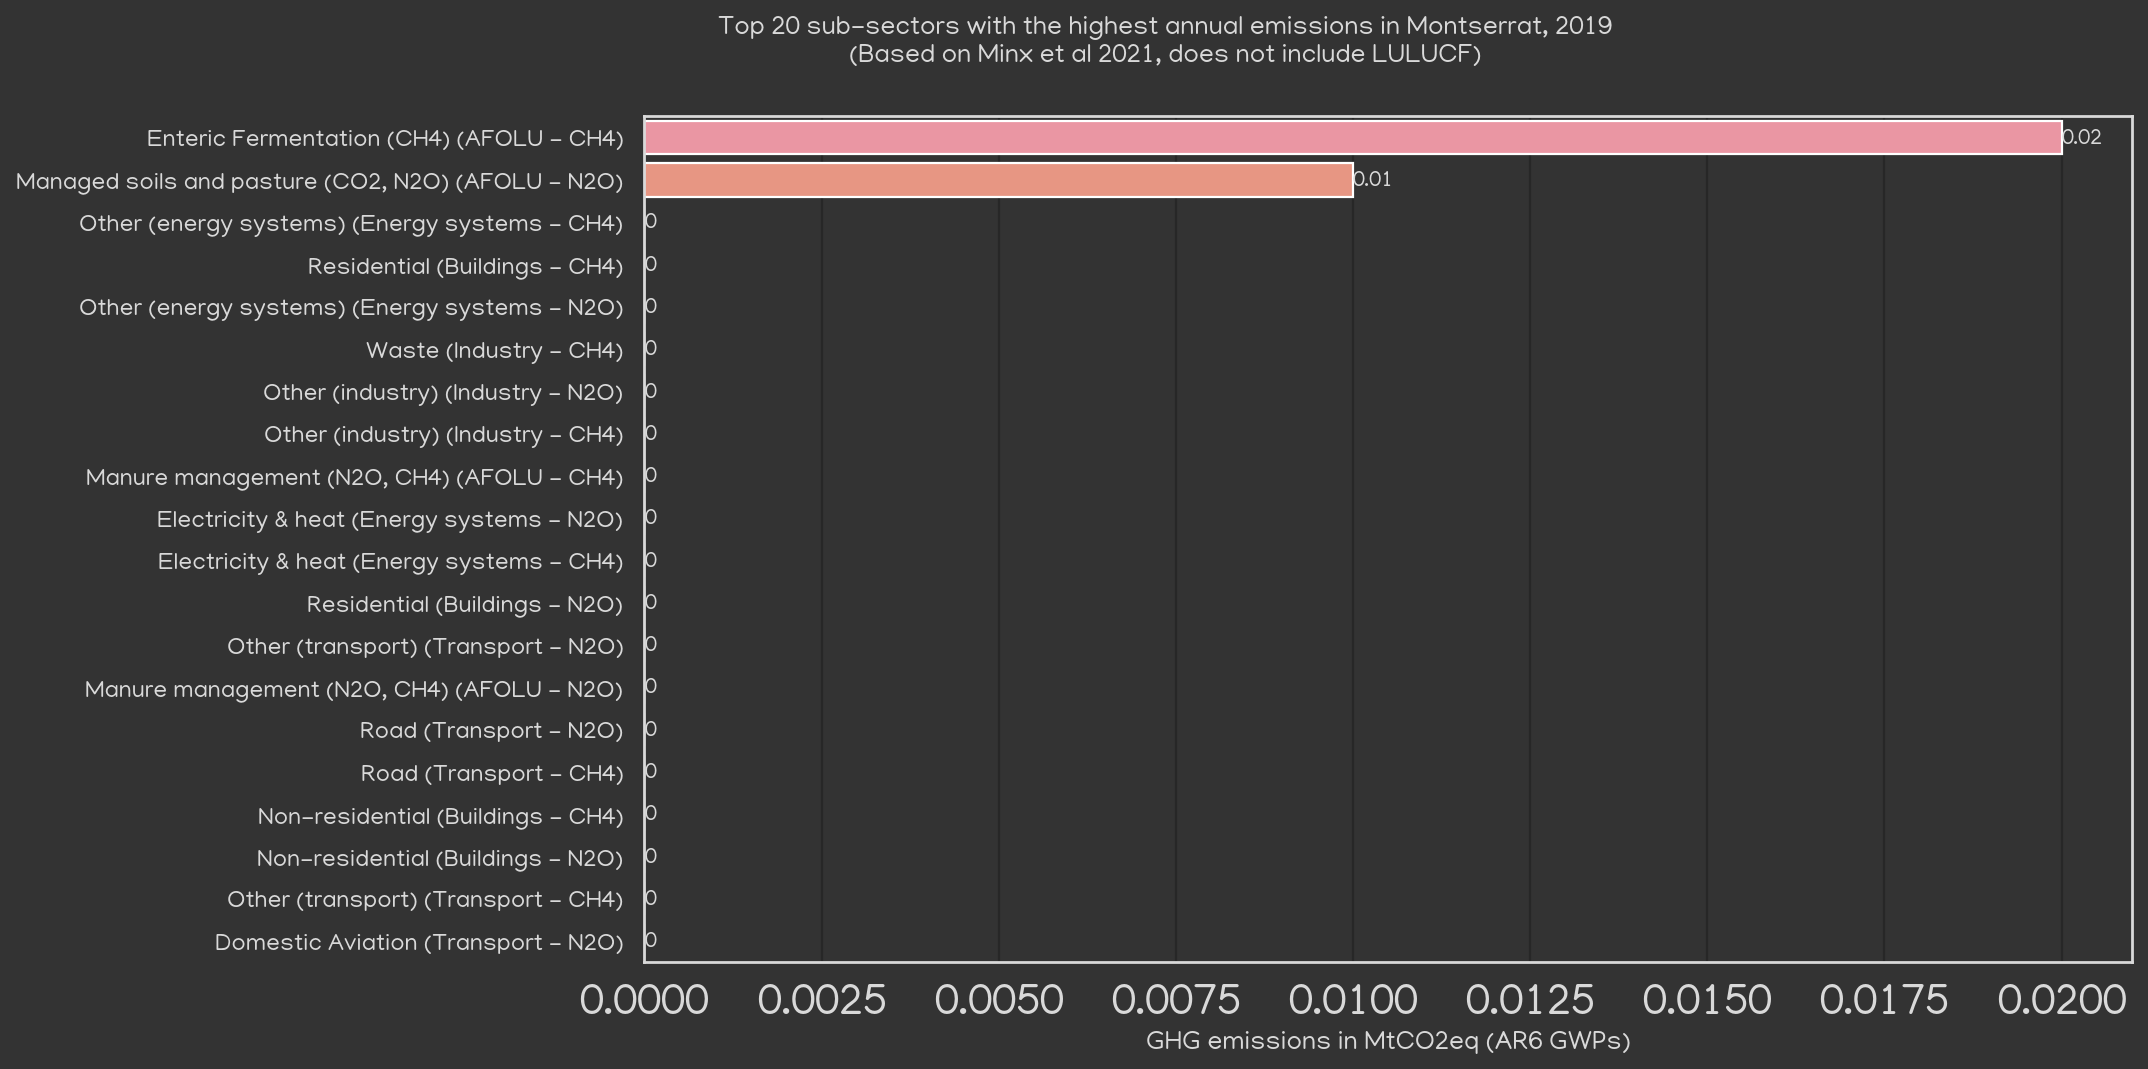 Top 20 sub-sectors with the highest annual emissions in Montserrat, 2019
(Based on Minx et al 2021, does not include LULUCF)
Enteric Fermentation (CH4) (AFOLU - CH4) 0.02
Managed soils and pasture (CO2, N2O) (AFOLU - N2O) 0.01
Other (energy systems) (Energy systems - CH4) 0
Residential (Buildings - CH4) 0
Other (energy systems) (Energy systems - N2O) 0
Waste (Industry - CH4) 0
Other (industry) (Industry - N2O) 0
Other (industry) (Industry - CH4) 0
Manure management (N2O, CH4) (AFOLU - CH4) 0
Electricity & heat (Energy systems - N2O) 0
Electricity & heat (Energy systems - CH4) 0
Residential (Buildings - N2O) 0
Other (transport) (Transport - N2O) 0
Manure management (N2O, CH4) (AFOLU - N2O) 0
Road (Transport - N2O) 0
Road (Transport - CH4) 0
Non-residential (Buildings - CH4) 0
Non-residential (Buildings - N2O) 0
Other (transport) (Transport - CH4) 0
Domestic Aviation (Transport - N2O) 0
0.0000 0.0025 0.0050 0.0075 0.0100 0.0125 0.0150 0.0175 0.0200
GHG emissions in MtCO2eq (AR6 GWPs)